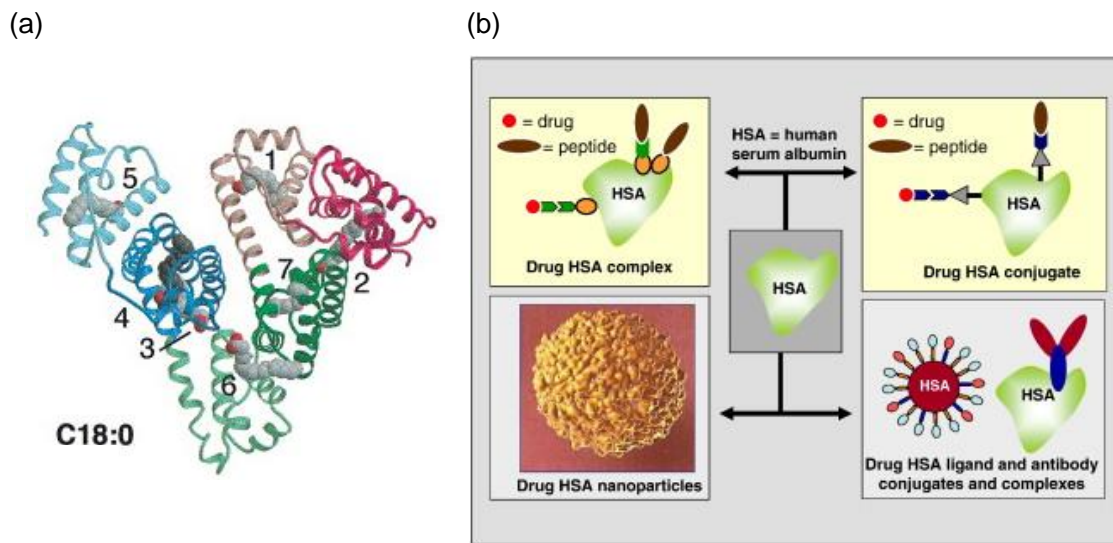 (a)
5
1
7
2
4
3
6
C18:0
(b)
= drug
= peptide
HSA
Drug HSA complex
HSA = human
serum albumin
HSA
= drug
= peptide
HSA
Drug HSA conjugate
Drug HSA nanoparticles
HSA
HSA
Drug HSA ligand and antibody
conjugates and complexes